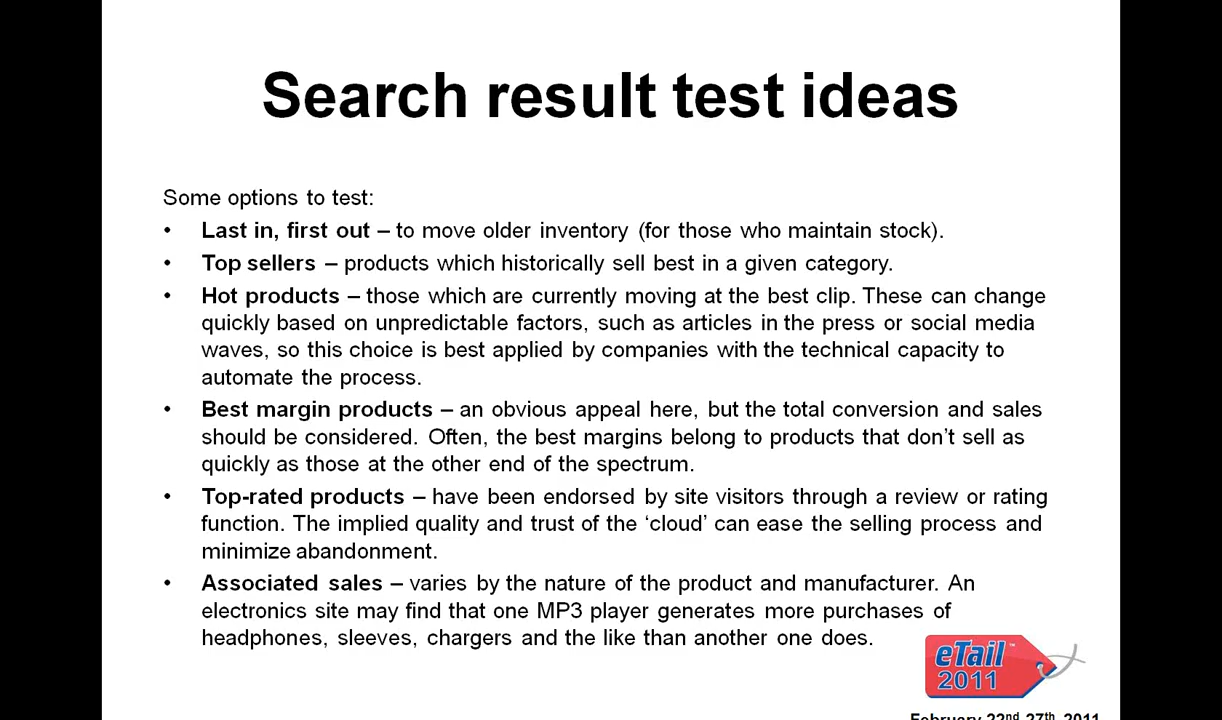 Search result test ideas
Some options to test:
• Last in, first out – to move older inventory (for those who maintain stock).
• Top sellers – products which historically sell best in a given category.
• Hot products – those which are currently moving at the best clip. These can change
quickly based on unpredictable factors, such as articles in the press or social media
waves, so this choice is best applied by companies with the technical capacity to
automate the process.
• Best margin products – an obvious appeal here, but the total conversion and sales
should be considered. Often, the best margins belong to products that don’t sell as
quickly as those at the other end of the spectrum.
• Top-rated products – have been endorsed by site visitors through a review or rating
function. The implied quality and trust of the ‘cloud’ can ease the selling process and
minimize abandonment.
• Associated sales – varies by the nature of the product and manufacturer. An
electronics site may find that one MP3 player generates more purchases of
headphones, sleeves, chargers and the like than another one does.
eTail™
2011
February 22nd-27th, 2011